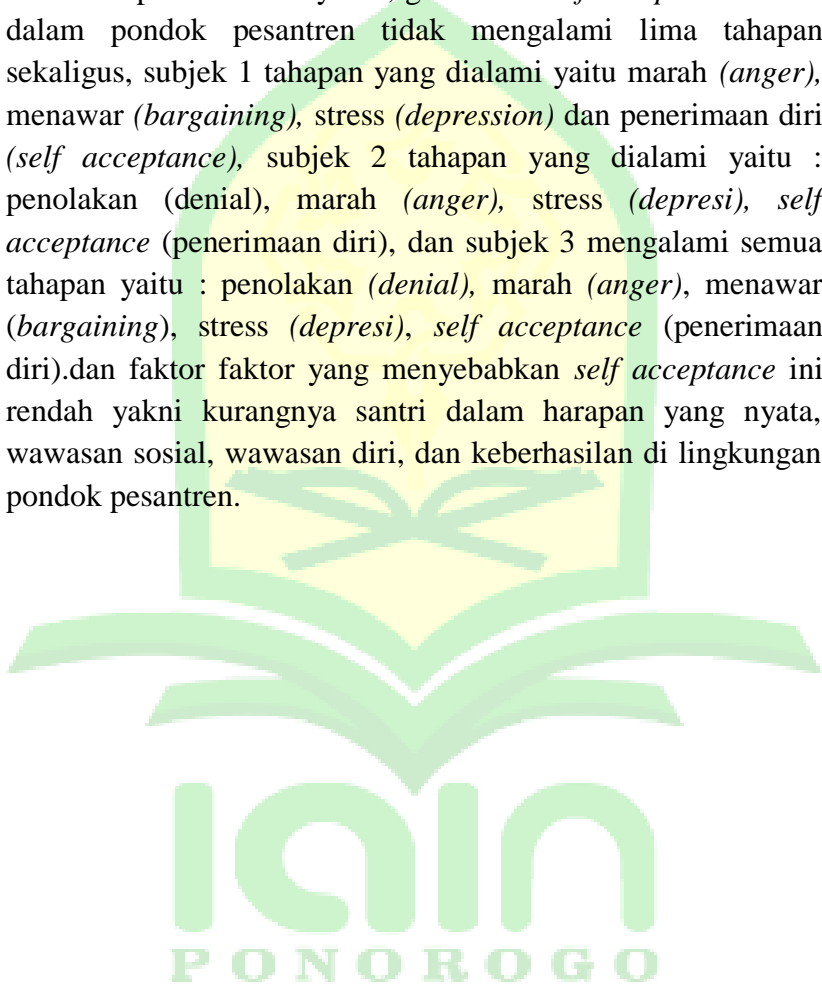 dalam pondok pesantren tidak mengalami lima tahapan
sekaligus, subjek 1 tahapan yang dialami yaitu marah (anger),
menawar (bargaining), stress (depression) dan penerimaan diri
(self acceptance), subjek 2 tahapan yang dialami yaitu :
penolakan (denial), marah (anger), stress (depresi), self
acceptance (penerimaan diri), dan subjek 3 mengalami semua
tahapan yaitu : penolakan (denial), marah (anger), menawar
(bargaining), stress (depresi), self acceptance (penerimaan
diri).dan faktor faktor yang menyebabkan self acceptance ini
rendah yakni kurangnya santri dalam harapan yang nyata,
wawasan sosial, wawasan diri, dan keberhasilan di lingkungan
pondok pesantren.
iain
PONOROGO